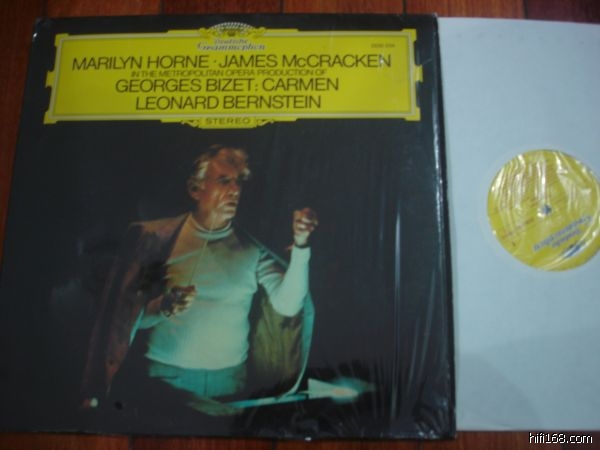 Deutsche
Grammophon
MARILYN HORNE · JAMES McCRACKEN
IN THE METROPOLITAN OPERA PRODUCTION OF
GEORGES BIZET: CARMEN
LEONARD BERNSTEIN
STEREO
hifi168.com